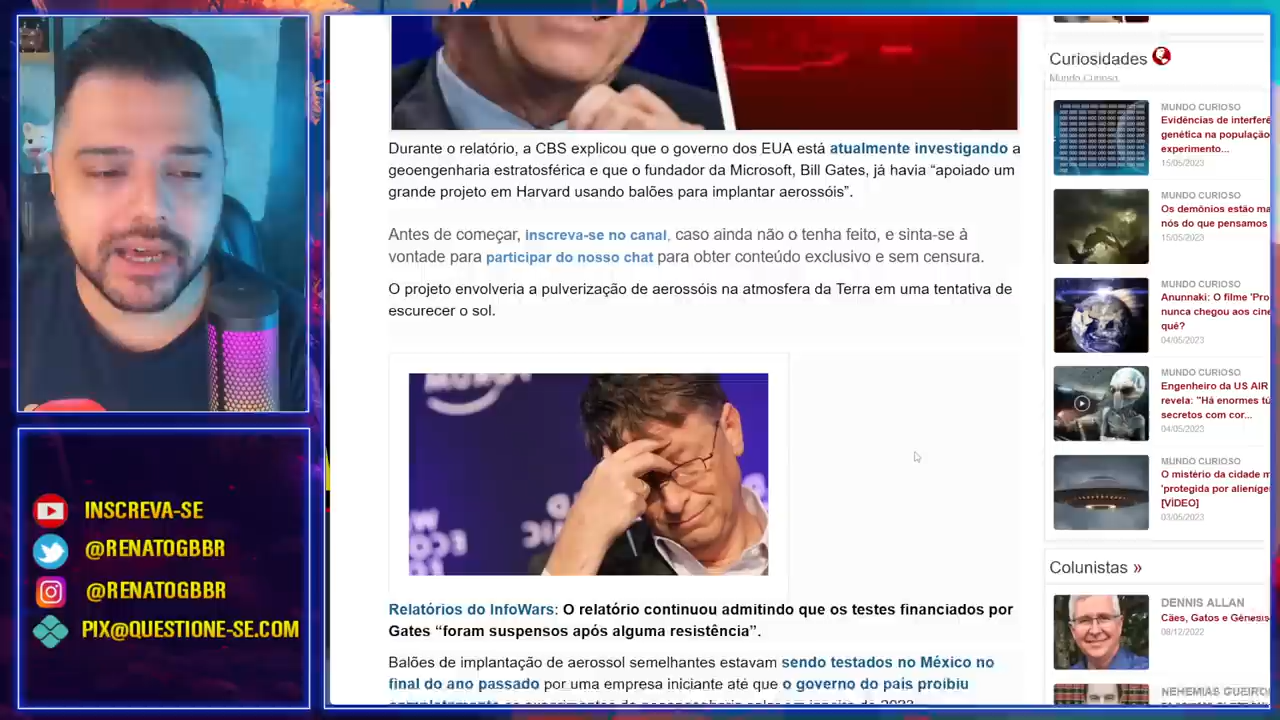 Durante o relatório, a CBS explicou que o governo dos EUA está atualmente investigando a
geoengenharia estratosférica e que o fundador da Microsoft, Bill Gates, já havia “apoiado um
grande projeto em Harvard usando balões para implantar aerossóis”.
Antes de começar, inscreva-se no canal, caso ainda não o tenha feito, e sinta-se à
vontade para participar do nosso chat para obter conteúdo exclusivo e sem censura.
O projeto envolveria a pulverização de aerossóis na atmosfera da Terra em uma tentativa de
escurecer o sol.
Relatórios do InfoWars: O relatório continuou admitindo que os testes financiados por
Gates “foram suspensos após alguma resistência”.
Balões de implantação de aerossol semelhantes estavam sendo testados no México no
final do ano passado por uma empresa iniciante até que o governo do país proibiu
Curiosidades
Mundo Curioso
MUNDO CURIOSO
Evidências de interferê
genética na população
experimento...
15/05/2023
MUNDO CURIOSO
Os demônios estão ma
nós do que pensamos
15/05/2023
MUNDO CURIOSO
Anunnaki: O filme 'Pro
nunca chegou aos cine
quê?
04/05/2023
MUNDO CURIOSO
Engenheiro da US AIR
revela: "Há enormes tú
secretos com cor...
04/05/2023
MUNDO CURIOSO
O mistério da cidade m
'protegida por alieníge
[VÍDEO]
03/05/2023
Colunistas »
DENNIS ALLAN
Cães, Gatos e Gênesis
08/12/2022
INSCREVA-SE
@RENATOGBBR
@RENATOGBBR
PIX@QUESTIONE-SE.COM